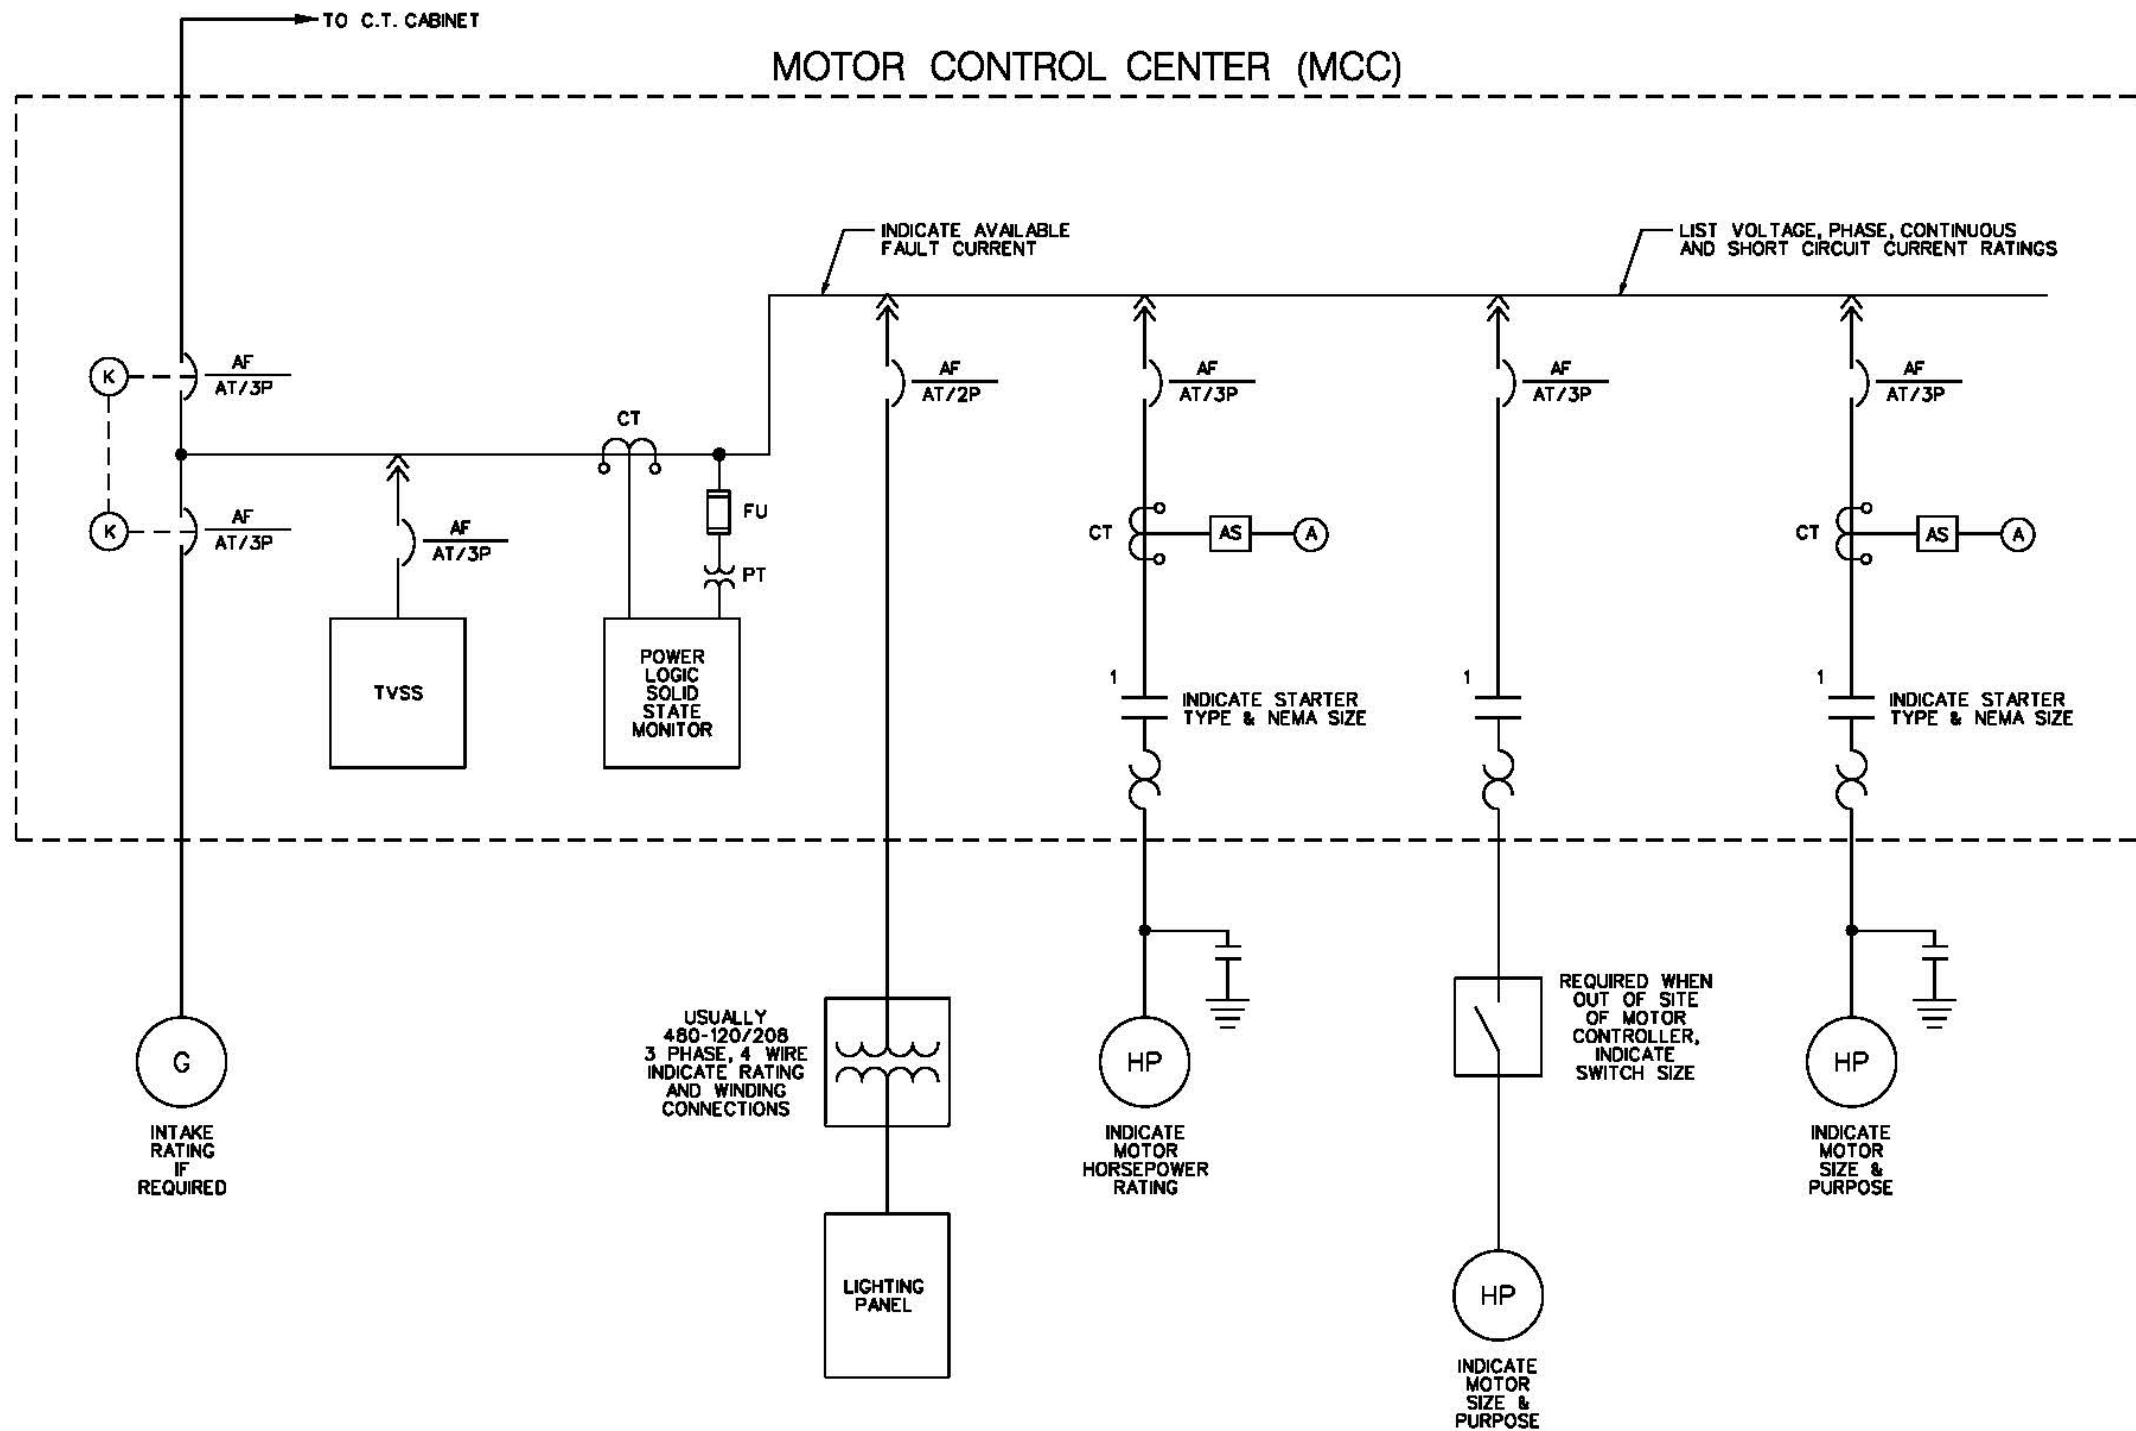 TO C.T. CABINET
MOTOR CONTROL CENTER (MCC)
INDICATE AVAILABLE
FAULT CURRENT
LIST VOLTAGE, PHASE, CONTINUOUS
AND SHORT CIRCUIT CURRENT RATINGS
K
AF
AT/3P
K
AF
AT/3P
AF
AT/3P
TVSS
CT
FU
PT
POWER
LOGIC
SOLID
STATE
MONITOR
AF
AT/2P
AF
AT/3P
CT
AS
A
1
INDICATE STARTER
TYPE & NEMA SIZE
AF
AT/3P
1
AF
AT/3P
CT
AS
A
1
INDICATE STARTER
TYPE & NEMA SIZE
G
INTAKE
RATING
IF
REQUIRED
USUALLY
480-120/208
3 PHASE, 4 WIRE
INDICATE RATING
AND WINDING
CONNECTIONS
LIGHTING
PANEL
HP
INDICATE
MOTOR
HORSEPOWER
RATING
REQUIRED WHEN
OUT OF SITE
OF MOTOR
CONTROLLER,
INDICATE
SWITCH SIZE
HP
INDICATE
MOTOR
SIZE &
PURPOSE
HP
INDICATE
MOTOR
SIZE &
PURPOSE